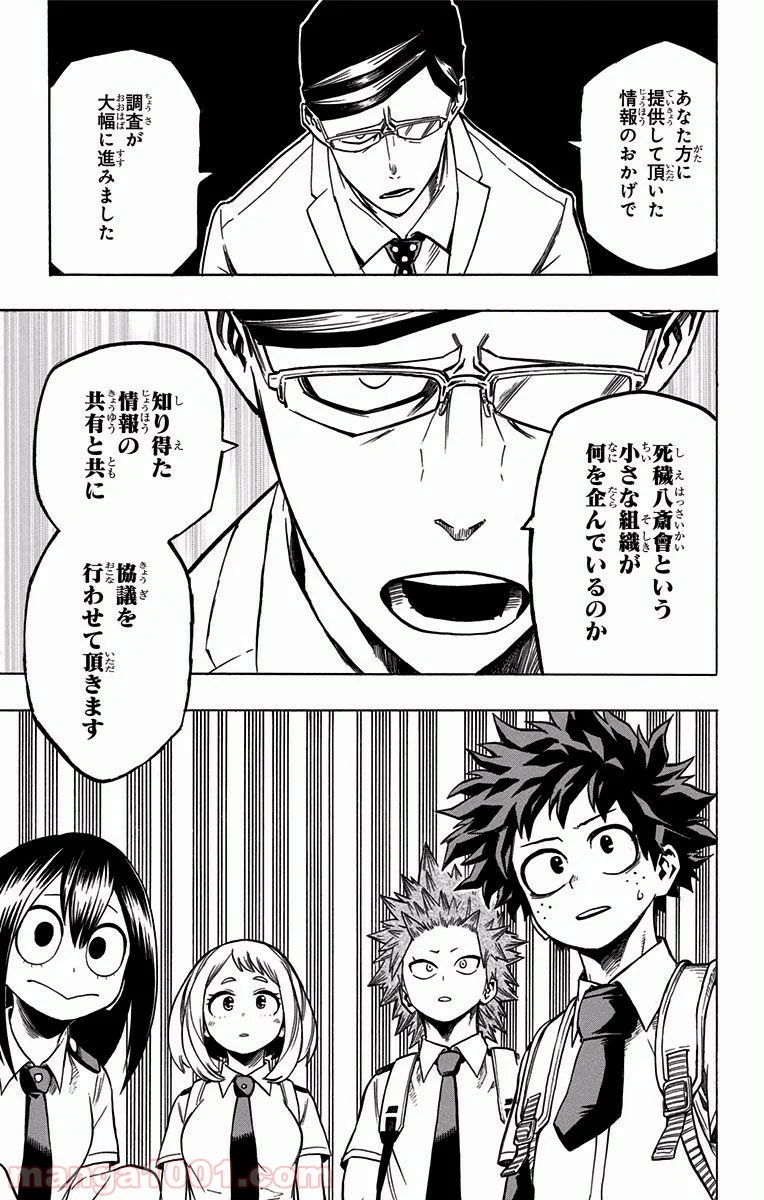 あなた方に
提供して頂いた
情報のおかげで
調査が
大幅に進みました
死穢八斎會という
小さな組織が
何を企んでいるのか
知り得た
情報の
共有と共に
協議を
行わせて頂きます
manga1001.com